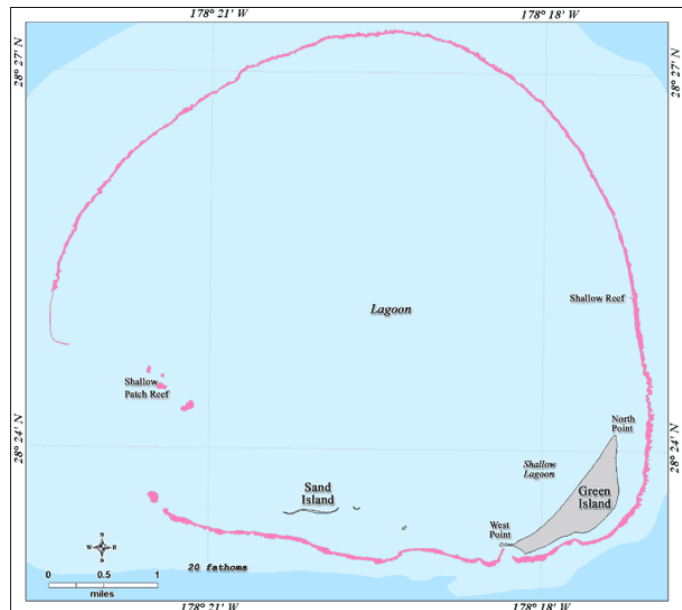 178° 21' W
178° 18' W
28° 27' N
28° 27' N
Shallow Reef
Lagoon
Shallow
Patch Reef
North
Point
28° 24' N
28° 24' N
Shallow
Lagoon
Sand
Island
Green
Island
West
Point
N
W
E
S
20 fathoms
0
0.5
1
miles
178° 21' W
178° 18' W